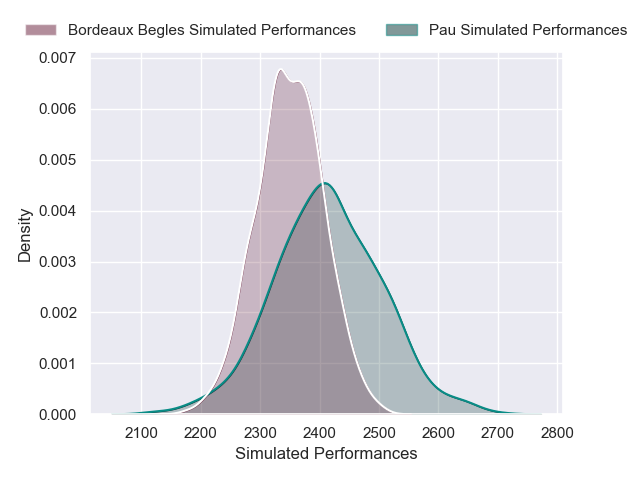 Bordeaux Begles Simulated Performances
Pau Simulated Performances
0.007
0.006
0.005
0.004
0.003
0.002
0.001
0.000
Density
2100 2200 2300 2400 2500 2600 2700 2800
Simulated Performances